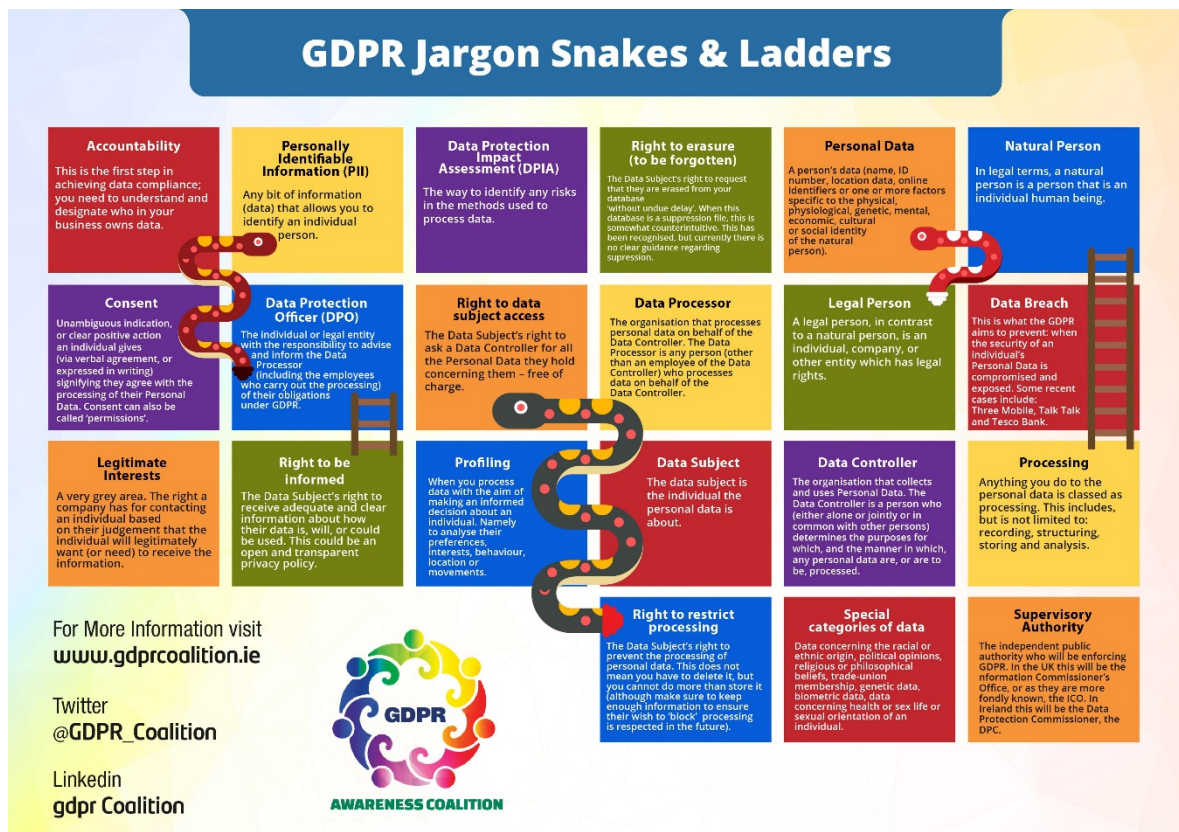 GDPR Jargon Snakes & Ladders
Accountability
This is the first step in
achieving data compliance;
you need to understand and
designate who in your
business owns data.
Personally
Identifiable
Information (PII)
Any bit of information
(data) that allows you to
identify an individual
person.
Data Protection
Impact
Assessment (DPIA)
The way to identify any risks
in the methods used to
process data.
Right to erasure
(to be forgotten)
The Data Subject's right to request
that they are erased from your
database
'without undue delay'. When this
database is a suppression file, this is
somewhat counterintuitive. This has
been recognised, but currently there is
no clear guidance regarding
supression.
Personal Data
A person's data (name, ID
number, location data, online
identifiers or one or more factors
specific to the physical,
physiological, genetic, mental,
economic, cultural
or social identity
of the natural
person).
Natural Person
In legal terms, a natural
person is a person that is an
individual human being.
Consent
Unambiguous indication,
or clear positive action
an individual gives
(via verbal agreement, or
expressed in writing)
signifying they agree with the
processing of their Personal
Data. Consent can also be
called 'permissions'.
Data Protection
Officer (DPO)
The individual or legal entity
with the responsibility to advise
and inform the Data
Processor
(including the employees
who carry out the processing)
of their obligations
under GDPR.
Right to data
subject access
The Data Subject's right to
ask a Data Controller for all
the Personal Data they hold
concerning them – free of
charge.
Data Processor
The organisation that processes
personal data on behalf of the
Data Controller. The Data
Processor is any person (other
than an employee of the Data
Controller) who processes
data on behalf of the
Data Controller.
Legal Person
A legal person, in contrast
to a natural person, is an
individual, company, or
other entity which has legal
rights.
Data Breach
This is what the GDPR
aims to prevent: when
the security of an
individual's
Personal Data is
compromised and
exposed. Some recent
cases include:
Three Mobile, Talk Talk
and Tesco Bank.
Legitimate
Interests
A very grey area. The right a
company has for contacting
an individual based
on their judgement that the
individual will legitimately
want (or need) to receive the
information.
Right to be
informed
The Data Subject's right to
receive adequate and clear
information about how
their data is, will, or could
be used. This could be an
open and transparent
privacy policy.
Profiling
When you process
data with the aim of
making an informed
decision about an
individual. Namely
to analyse their
preferences,
interests, behaviour,
location or
movements.
Data Subject
The data subject is
the individual the
personal data is
about.
Data Controller
The organisation that collects
and uses Personal Data. The
Data Controller is a person who
(either alone or jointly or in
common with other persons)
determines the purposes for
which, and the manner in which,
any personal data are, or are to
be, processed.
Processing
Anything you do to the
personal data is classed as
processing. This includes,
but is not limited to:
recording, structuring,
storing and analysis.
Right to restrict
processing
The Data Subject's right to
prevent the processing of
personal data. This does not
mean you have to delete it, but
you cannot do more than store it
(although make sure to keep
enough information to ensure
their wish to 'block' processing
is respected in the future).
Special
categories of data
Data concerning the racial or
ethnic origin, political opinions,
religious or philosophical
beliefs, trade-union
membership, genetic data,
biometric data, data
concerning health or sex life or
sexual orientation of an
individual.
Supervisory
Authority
The independent public
authority who will be enforcing
GDPR. In the UK this will be the
nformation Commissioner's
Office, or as they are more
fondly known, the ICO. In
Ireland this will be the Data
Protection Commissioner, the
DPC.
For More Information visit
www.gdprcoalition.ie
Twitter
@GDPR_Coalition
Linkedin
gdpr Coalition
GDPR
AWARENESS COALITION